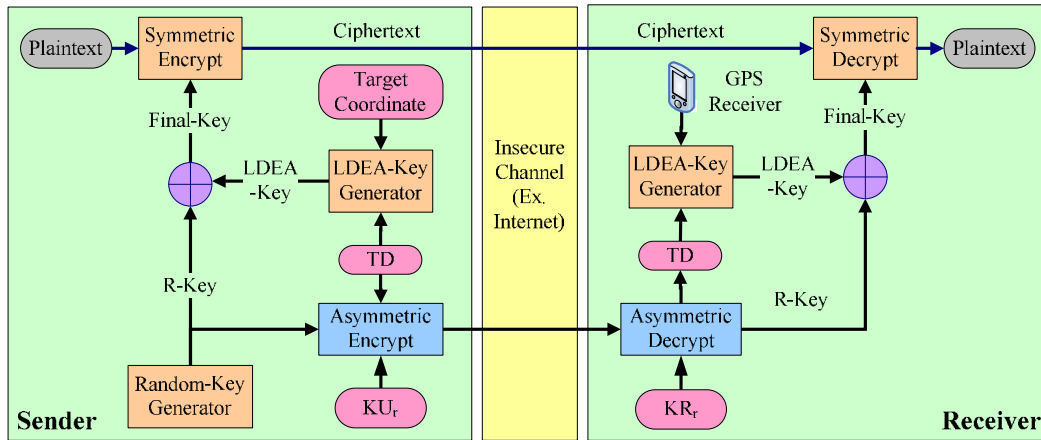 Plaintext
Symmetric
Encrypt
Ciphertext
Target
Coordinate
Final-Key
LDEA
-Key
LDEA-Key
Generator
TD
R-Key
Asymmetric
Encrypt
Random-Key
Generator
KUr
Sender
Insecure
Channel
(Ex.
Internet)
Ciphertext
Symmetric
Decrypt
Plaintext
GPS
Receiver
Final-Key
LDEA-Key
Generator
LDEA
-Key
TD
R-Key
Asymmetric
Decrypt
KRr
Receiver